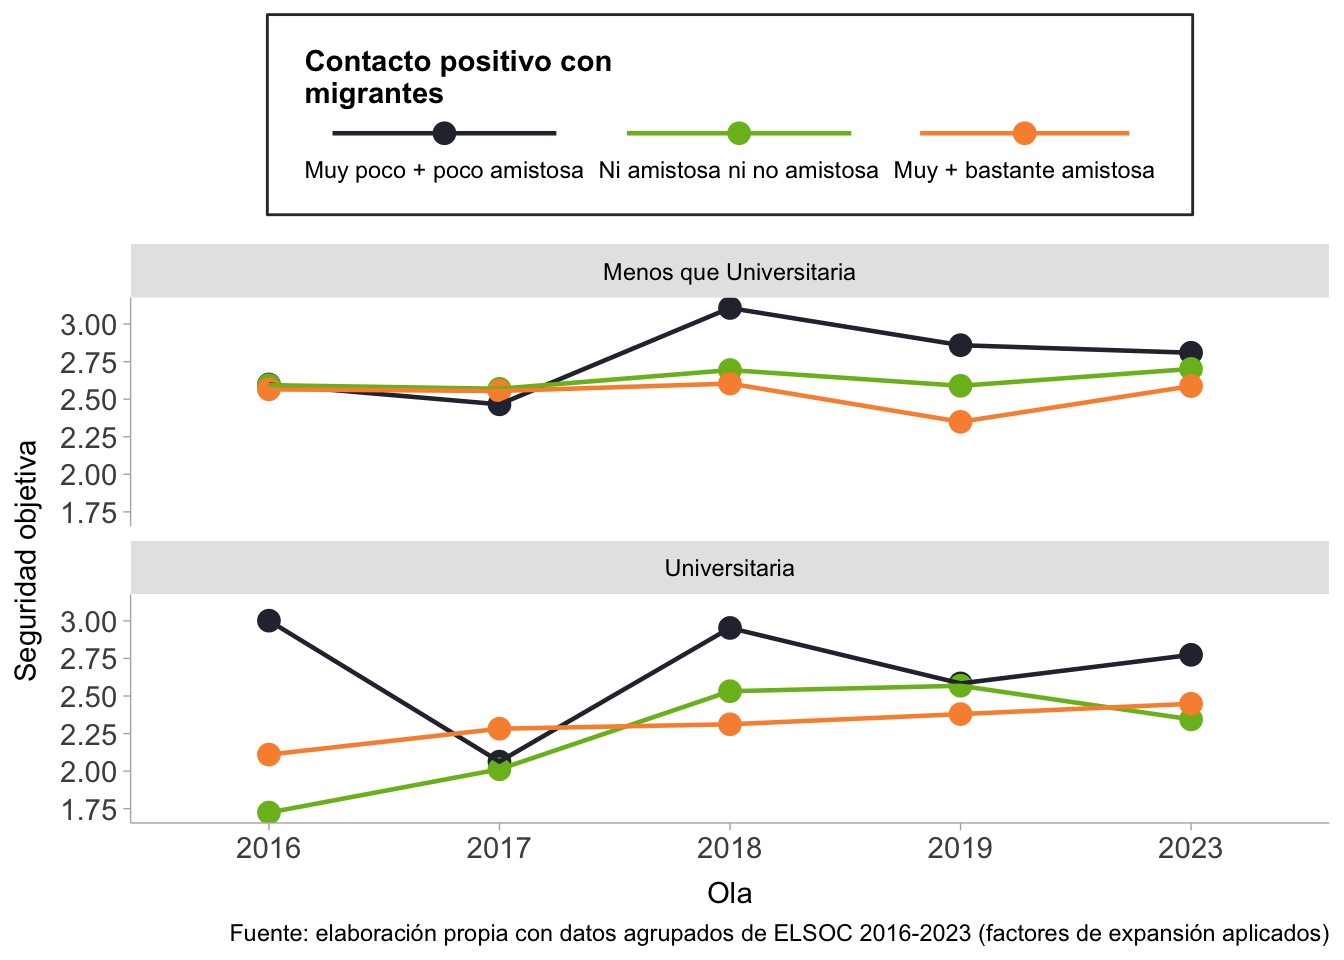 Contacto positivo con
migrantes
Muy poco + poco amistosa Ni amistosa ni no amistosa Muy + bastante amistosa
Menos que Universitaria
3.00
2.75
2.50
2.25
2.00
1.75
Seguridad objetiva
Universitaria
3.00
2.75
2.50
2.25
2.00
1.75
2016 2017 2018 2019 2023
Ola
Fuente: elaboración propia con datos agrupados de ELSOC 2016-2023 (factores de expansión aplicados)